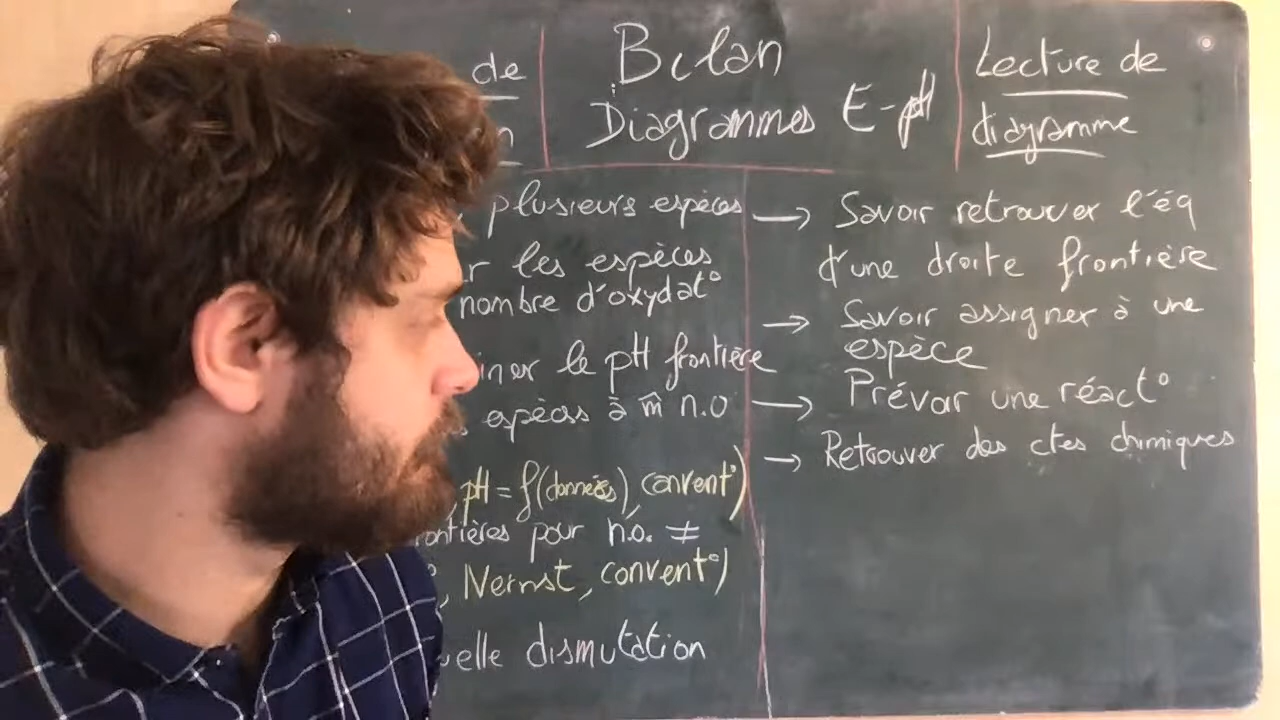 de
Bilan
Diagrammes E-pH
Lecture de
diagramme
plusieurs espèces
les espèces
nombre d'oxydat°
le pH frontière
espèces à m̂ n.o
pH = f(données), convent°)
pour n.o. ≠
, Nernst, convent°)
dismutation
→ Savoir retrouver l'éq
d'une droite frontière
→ Savoir assigner à une
espèce
→ Prévoir une réact°
→ Retrouver des ctes chimiques